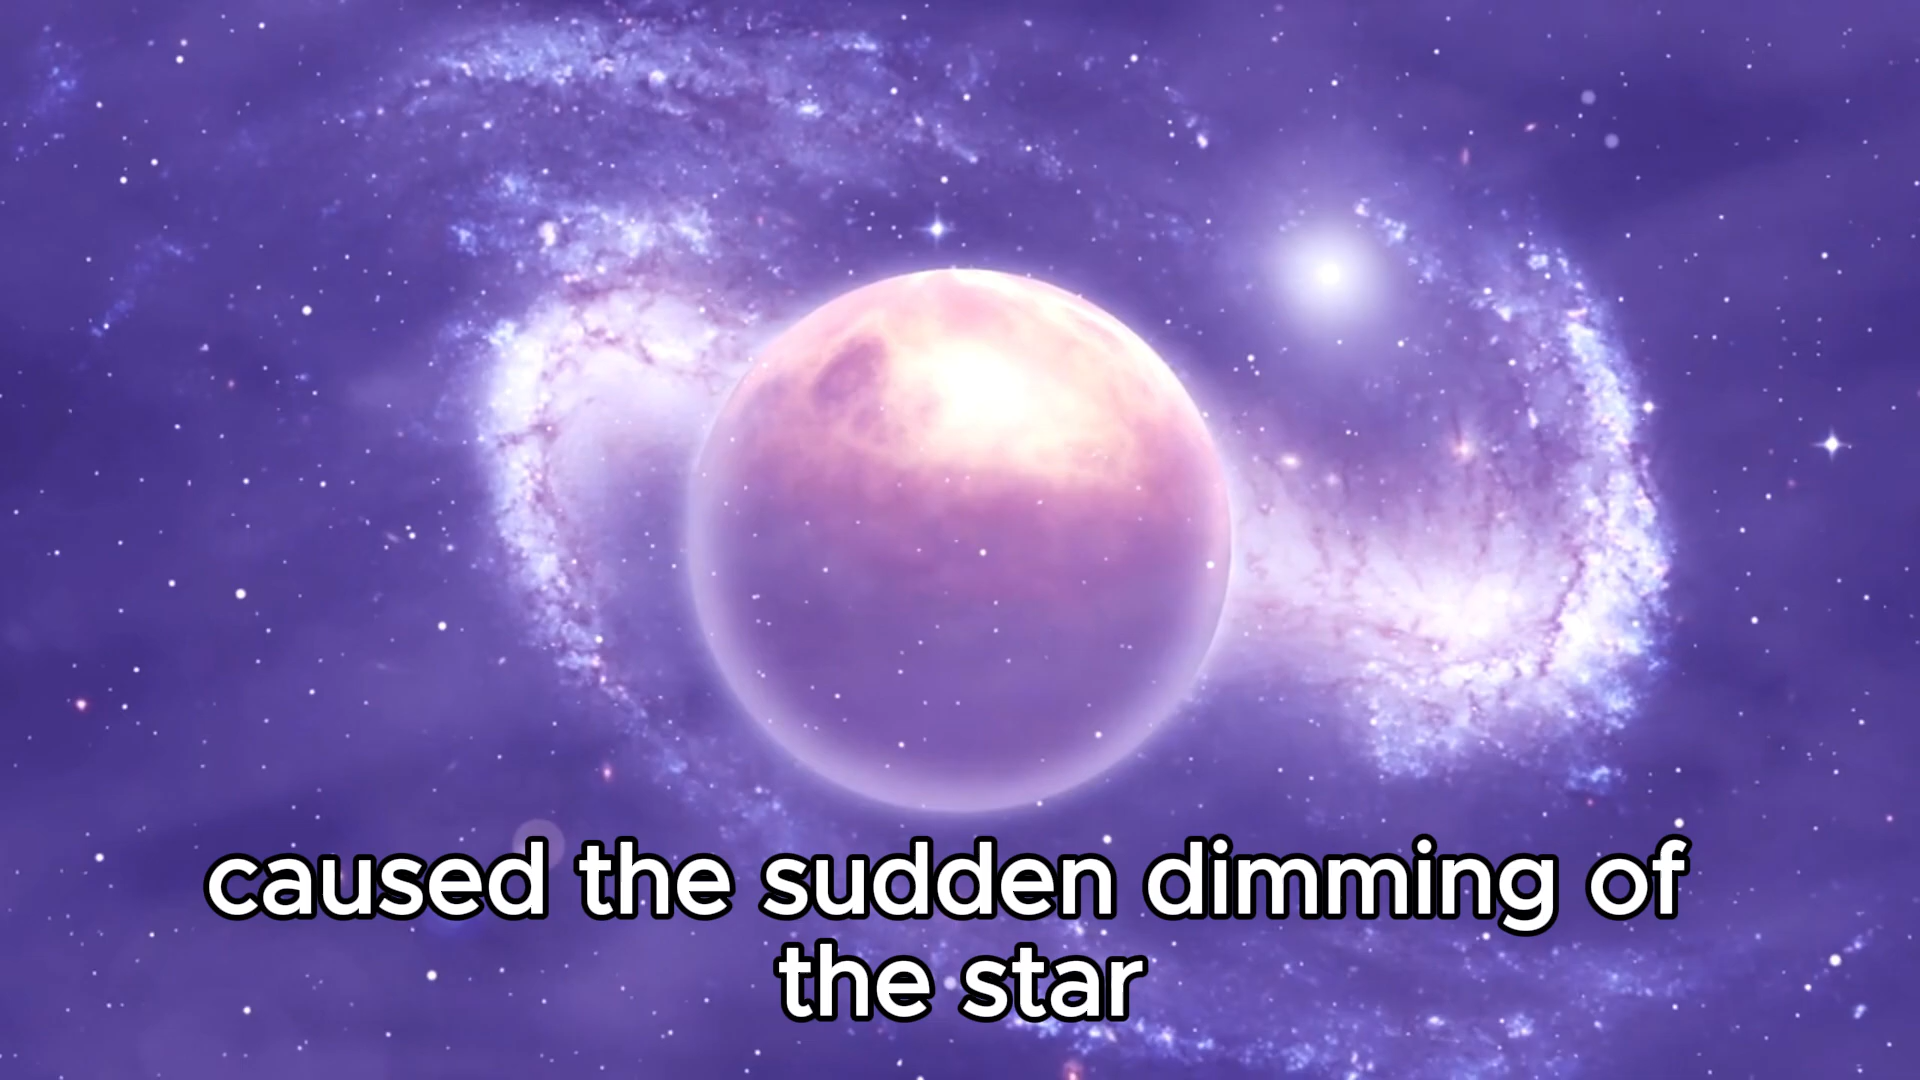 caused the sudden dimming of
the star